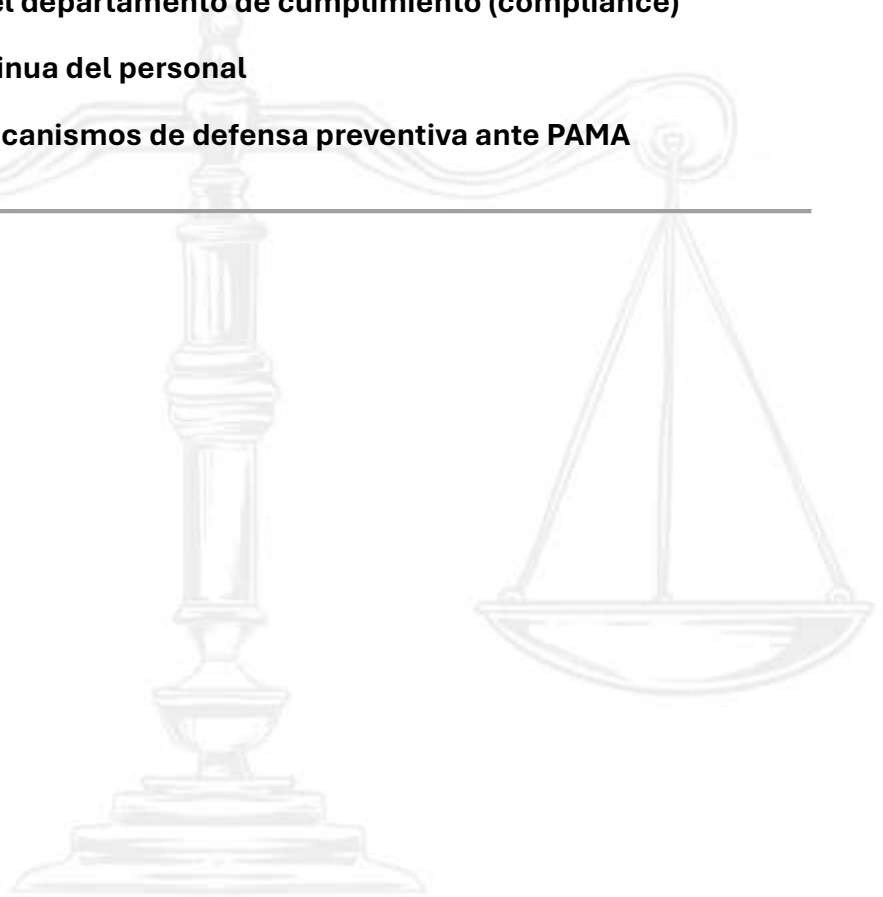 el departamento de cumplimiento (compliance)
inua del personal
canismos de defensa preventiva ante PAMA